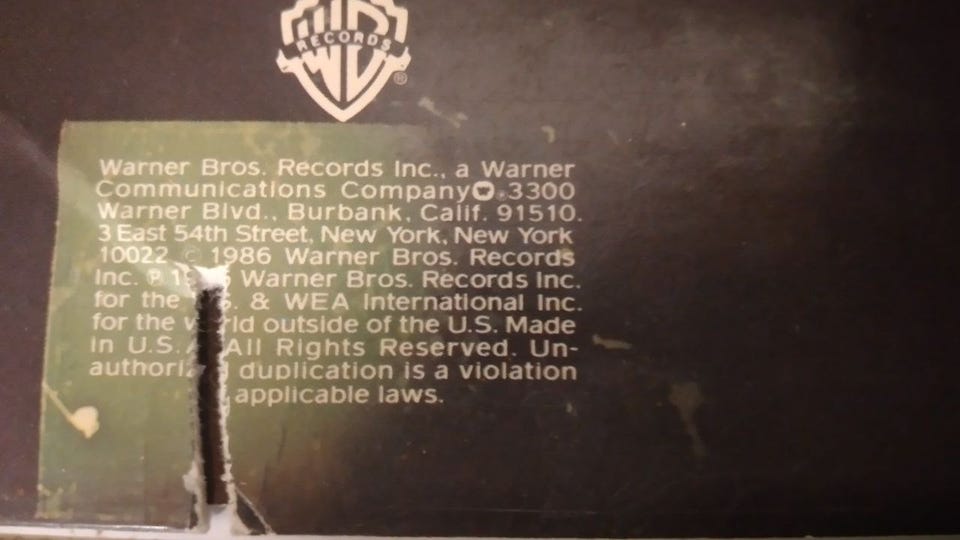 RECORDS
Warner Bros. Records Inc., a Warner
Communications Company 3300
Warner Blvd., Burbank, Calif. 91510.
3 East 54th Street, New York, New York
10022 © 1986 Warner Bros. Records
Inc. ℗ Warner Bros. Records Inc.
for the & WEA International Inc.
for the outside of the U.S. Made
in U.S. All Rights Reserved. Un-
duplication is a violation
applicable laws.